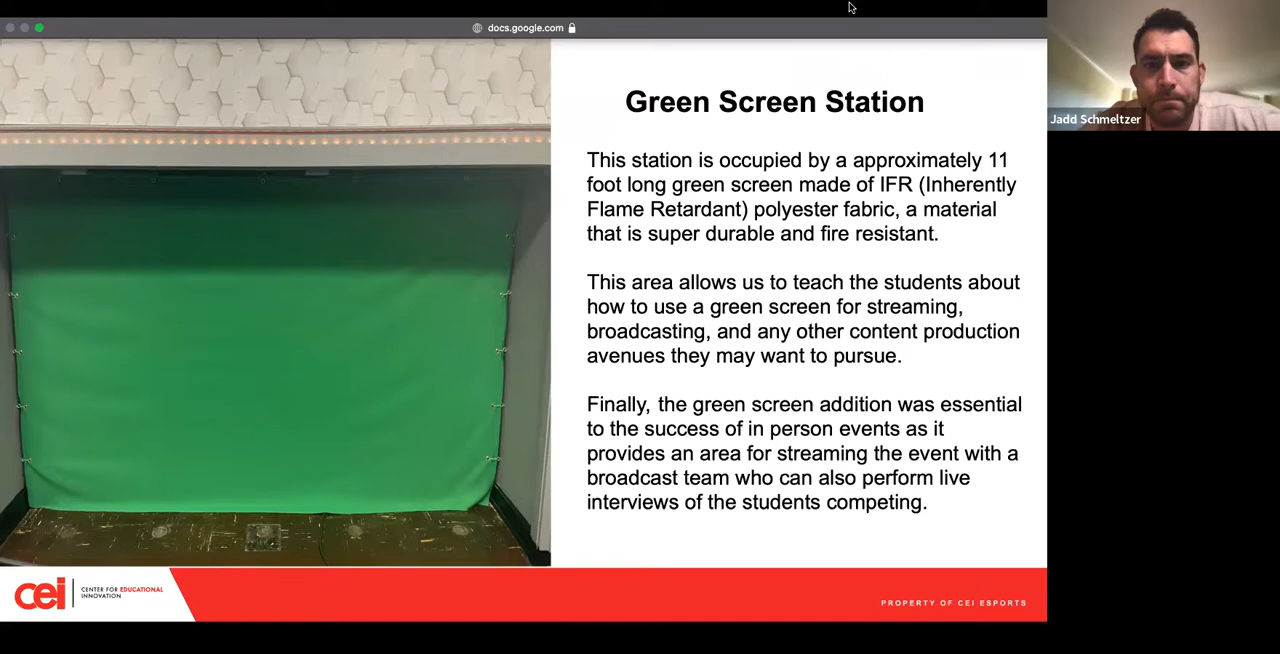 docs.google.com
Green Screen Station
This station is occupied by a approximately 11
foot long green screen made of IFR (Inherently
Flame Retardant) polyester fabric, a material
that is super durable and fire resistant.
This area allows us to teach the students about
how to use a green screen for streaming,
broadcasting, and any other content production
avenues they may want to pursue.
Finally, the green screen addition was essential
to the success of in person events as it
provides an area for streaming the event with a
broadcast team who can also perform live
interviews of the students competing.
cei
CENTER FOR EDUCATIONAL
INNOVATION
PROPERTY OF CEI ESPORTS
Jadd Schmeltzer